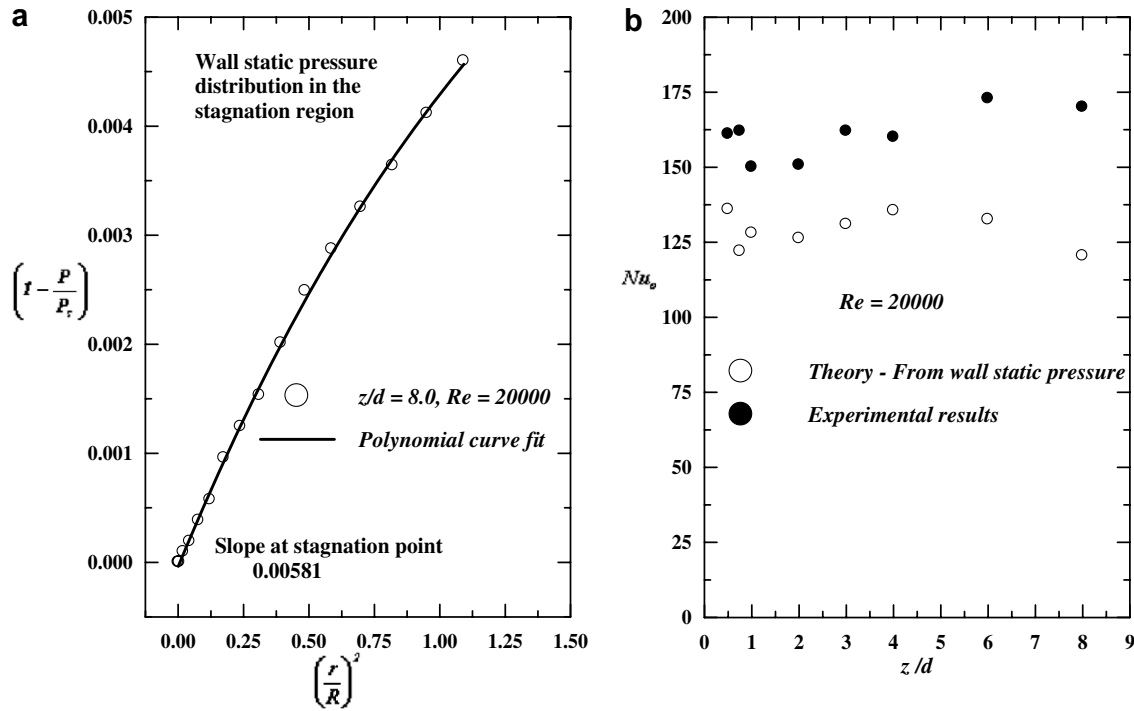 a
0.005
0.004
0.003
0.002
0.001
0.000
(1 - P/Pₛ)
Wall static pressure
distribution in the
stagnation region
z/d = 8.0, Re = 20000
Polynomial curve fit
Slope at stagnation point
0.00581
0.00 0.25 0.50 0.75 1.00 1.25 1.50
(r/R)²
b
200
175
150
125
100
75
50
25
0
Nuₒ
Re = 20000
Theory - From wall static pressure
Experimental results
0 1 2 3 4 5 6 7 8 9
z/d